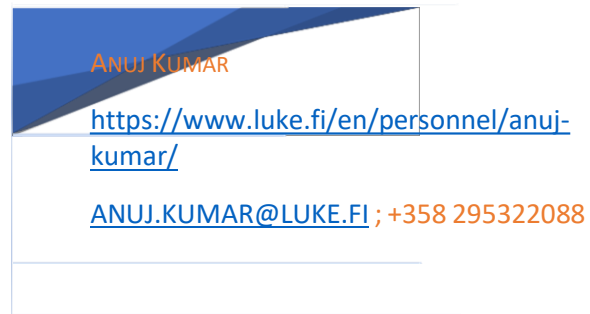 ANUJ KUMAR
https://www.luke.fi/en/personnel/anuj-
kumar/
ANUJ.KUMAR@LUKE.FI ; +358 295322088